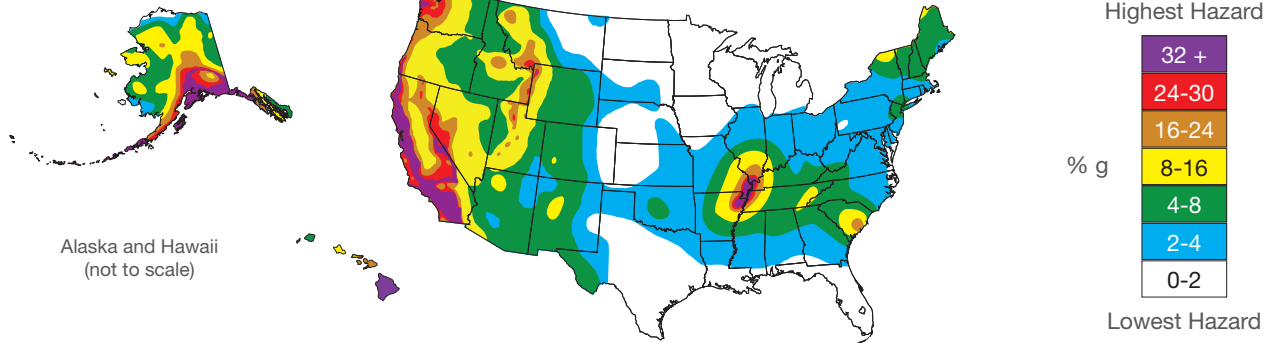 Highest Hazard
32 +
24-30
16-24
% g
8-16
4-8
2-4
0-2
Lowest Hazard
Alaska and Hawaii
(not to scale)